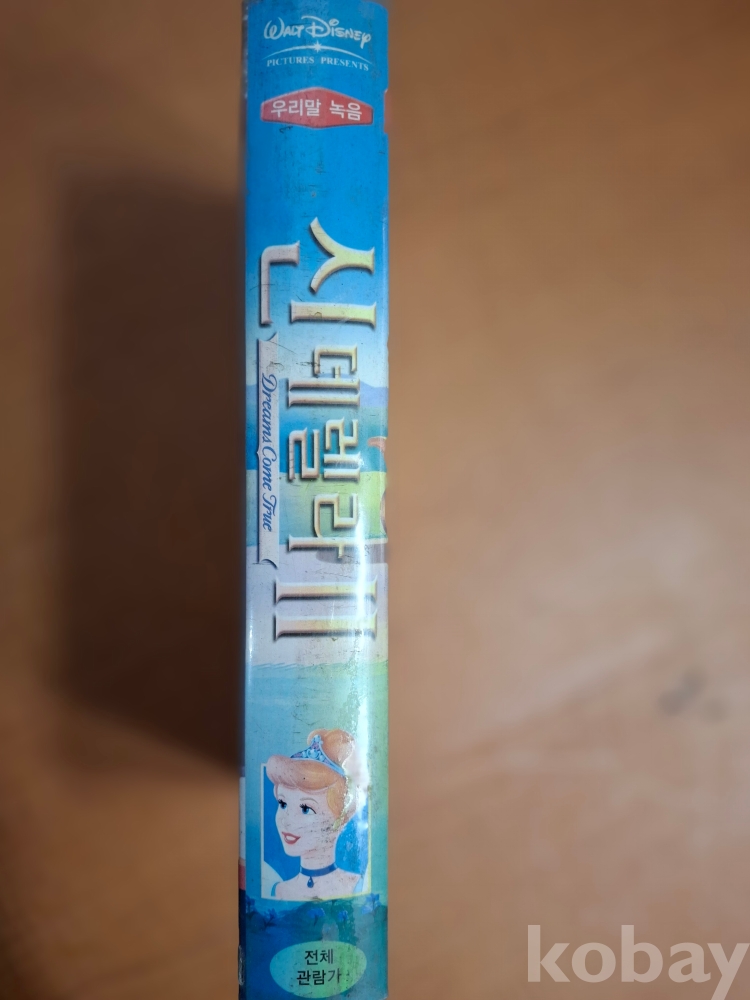 WALT DISNEY
PICTURES PRESENTS
우리말 녹음
신데렐라 II
Dreams Come True
전체
관람가
kobay